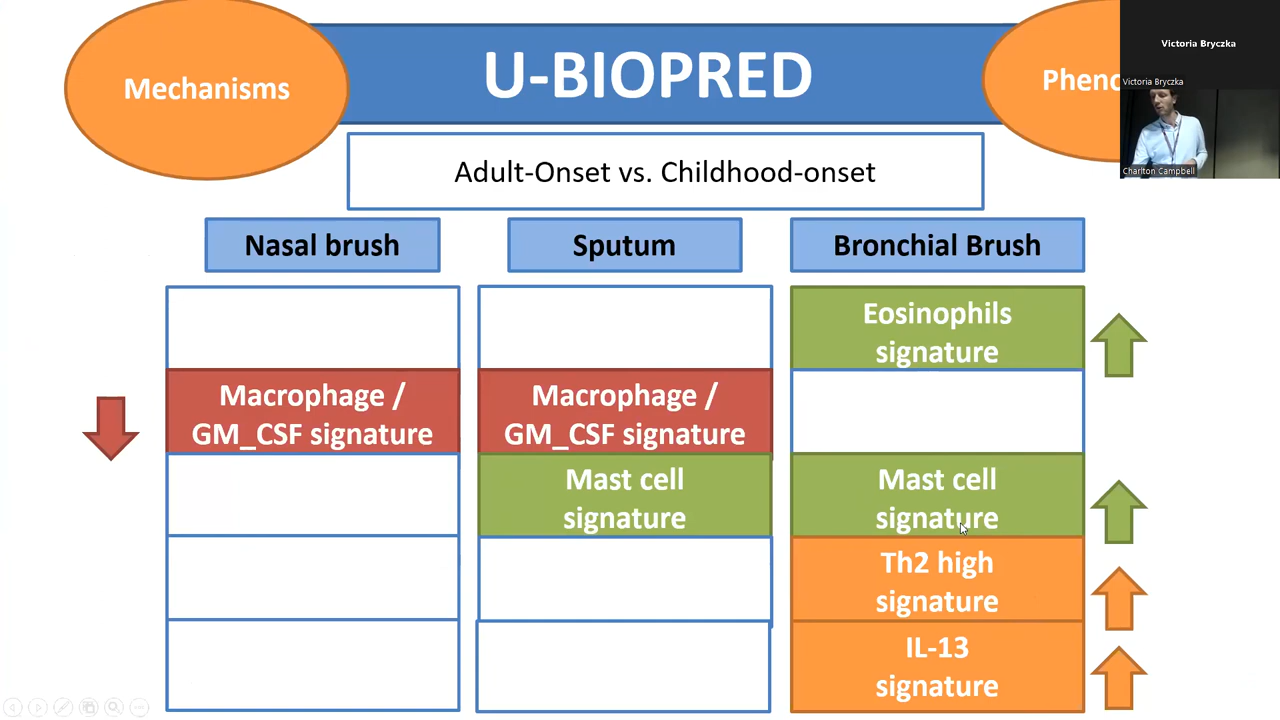 Mechanisms
U-BIOPRED
Pheno
Victoria Bryczka
Victoria Bryczka
Charlton Campbell
Adult-Onset vs. Childhood-onset
Nasal brush
Sputum
Bronchial Brush
Eosinophils
signature
Macrophage /
GM_CSF signature
Macrophage /
GM_CSF signature
Mast cell
signature
Mast cell
signature
Th2 high
signature
IL-13
signature